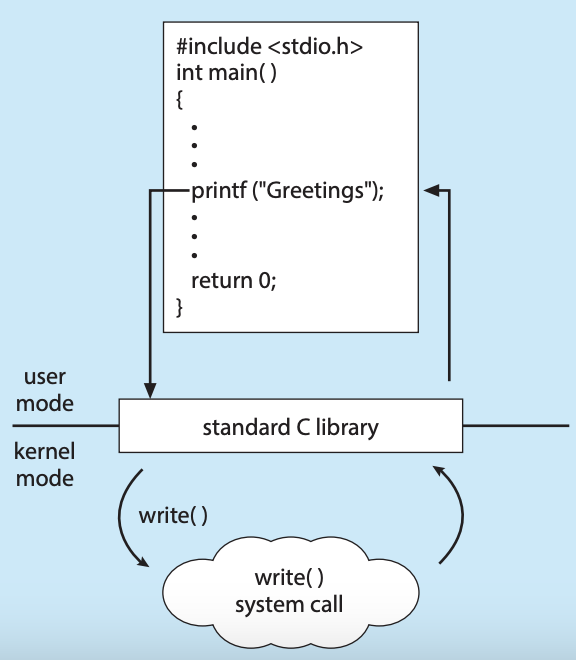 #include <stdio.h>
int main( )
{
•
•
•
printf ("Greetings");
•
•
•
return 0;
}
user
mode
standard C library
kernel
mode
write( )
write( )
system call